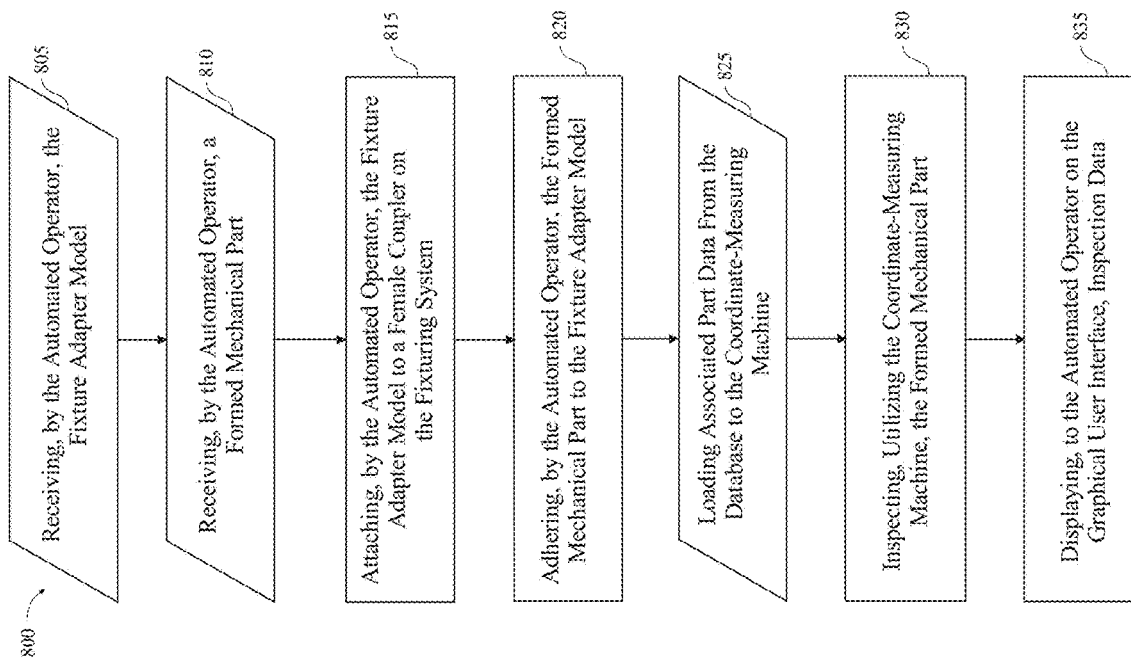 800
Receiving, by the Automated Operator, the
Fixture Adapter Model
805
Receiving, by the Automated Operator, a
Formed Mechanical Part
810
Attaching, by the Automated Operator, the Fixture
Adapter Model to a Female Coupler on
the Fixturing System
815
Adhering, by the Automated Operator, the Formed
Mechanical Part to the Fixture Adapter Model
820
Loading Associated Part Data From the
Database to the Coordinate-Measuring
Machine
825
Inspecting, Utilizing the Coordinate-Measuring
Machine, the Formed Mechanical Part
830
Displaying, to the Automated Operator on the
Graphical User Interface, Inspection Data
835